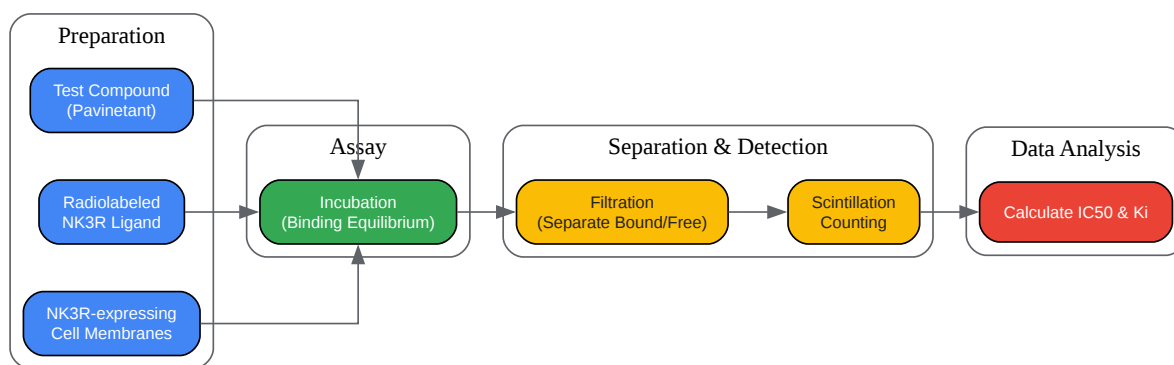 Preparation
Test Compound
(Pavinetant)
Radiolabeled
NK3R Ligand
NK3R-expressing
Cell Membranes
Assay
Incubation
(Binding Equilibrium)
Separation & Detection
Filtration
(Separate Bound/Free)
Scintillation
Counting
Data Analysis
Calculate IC50 & Ki